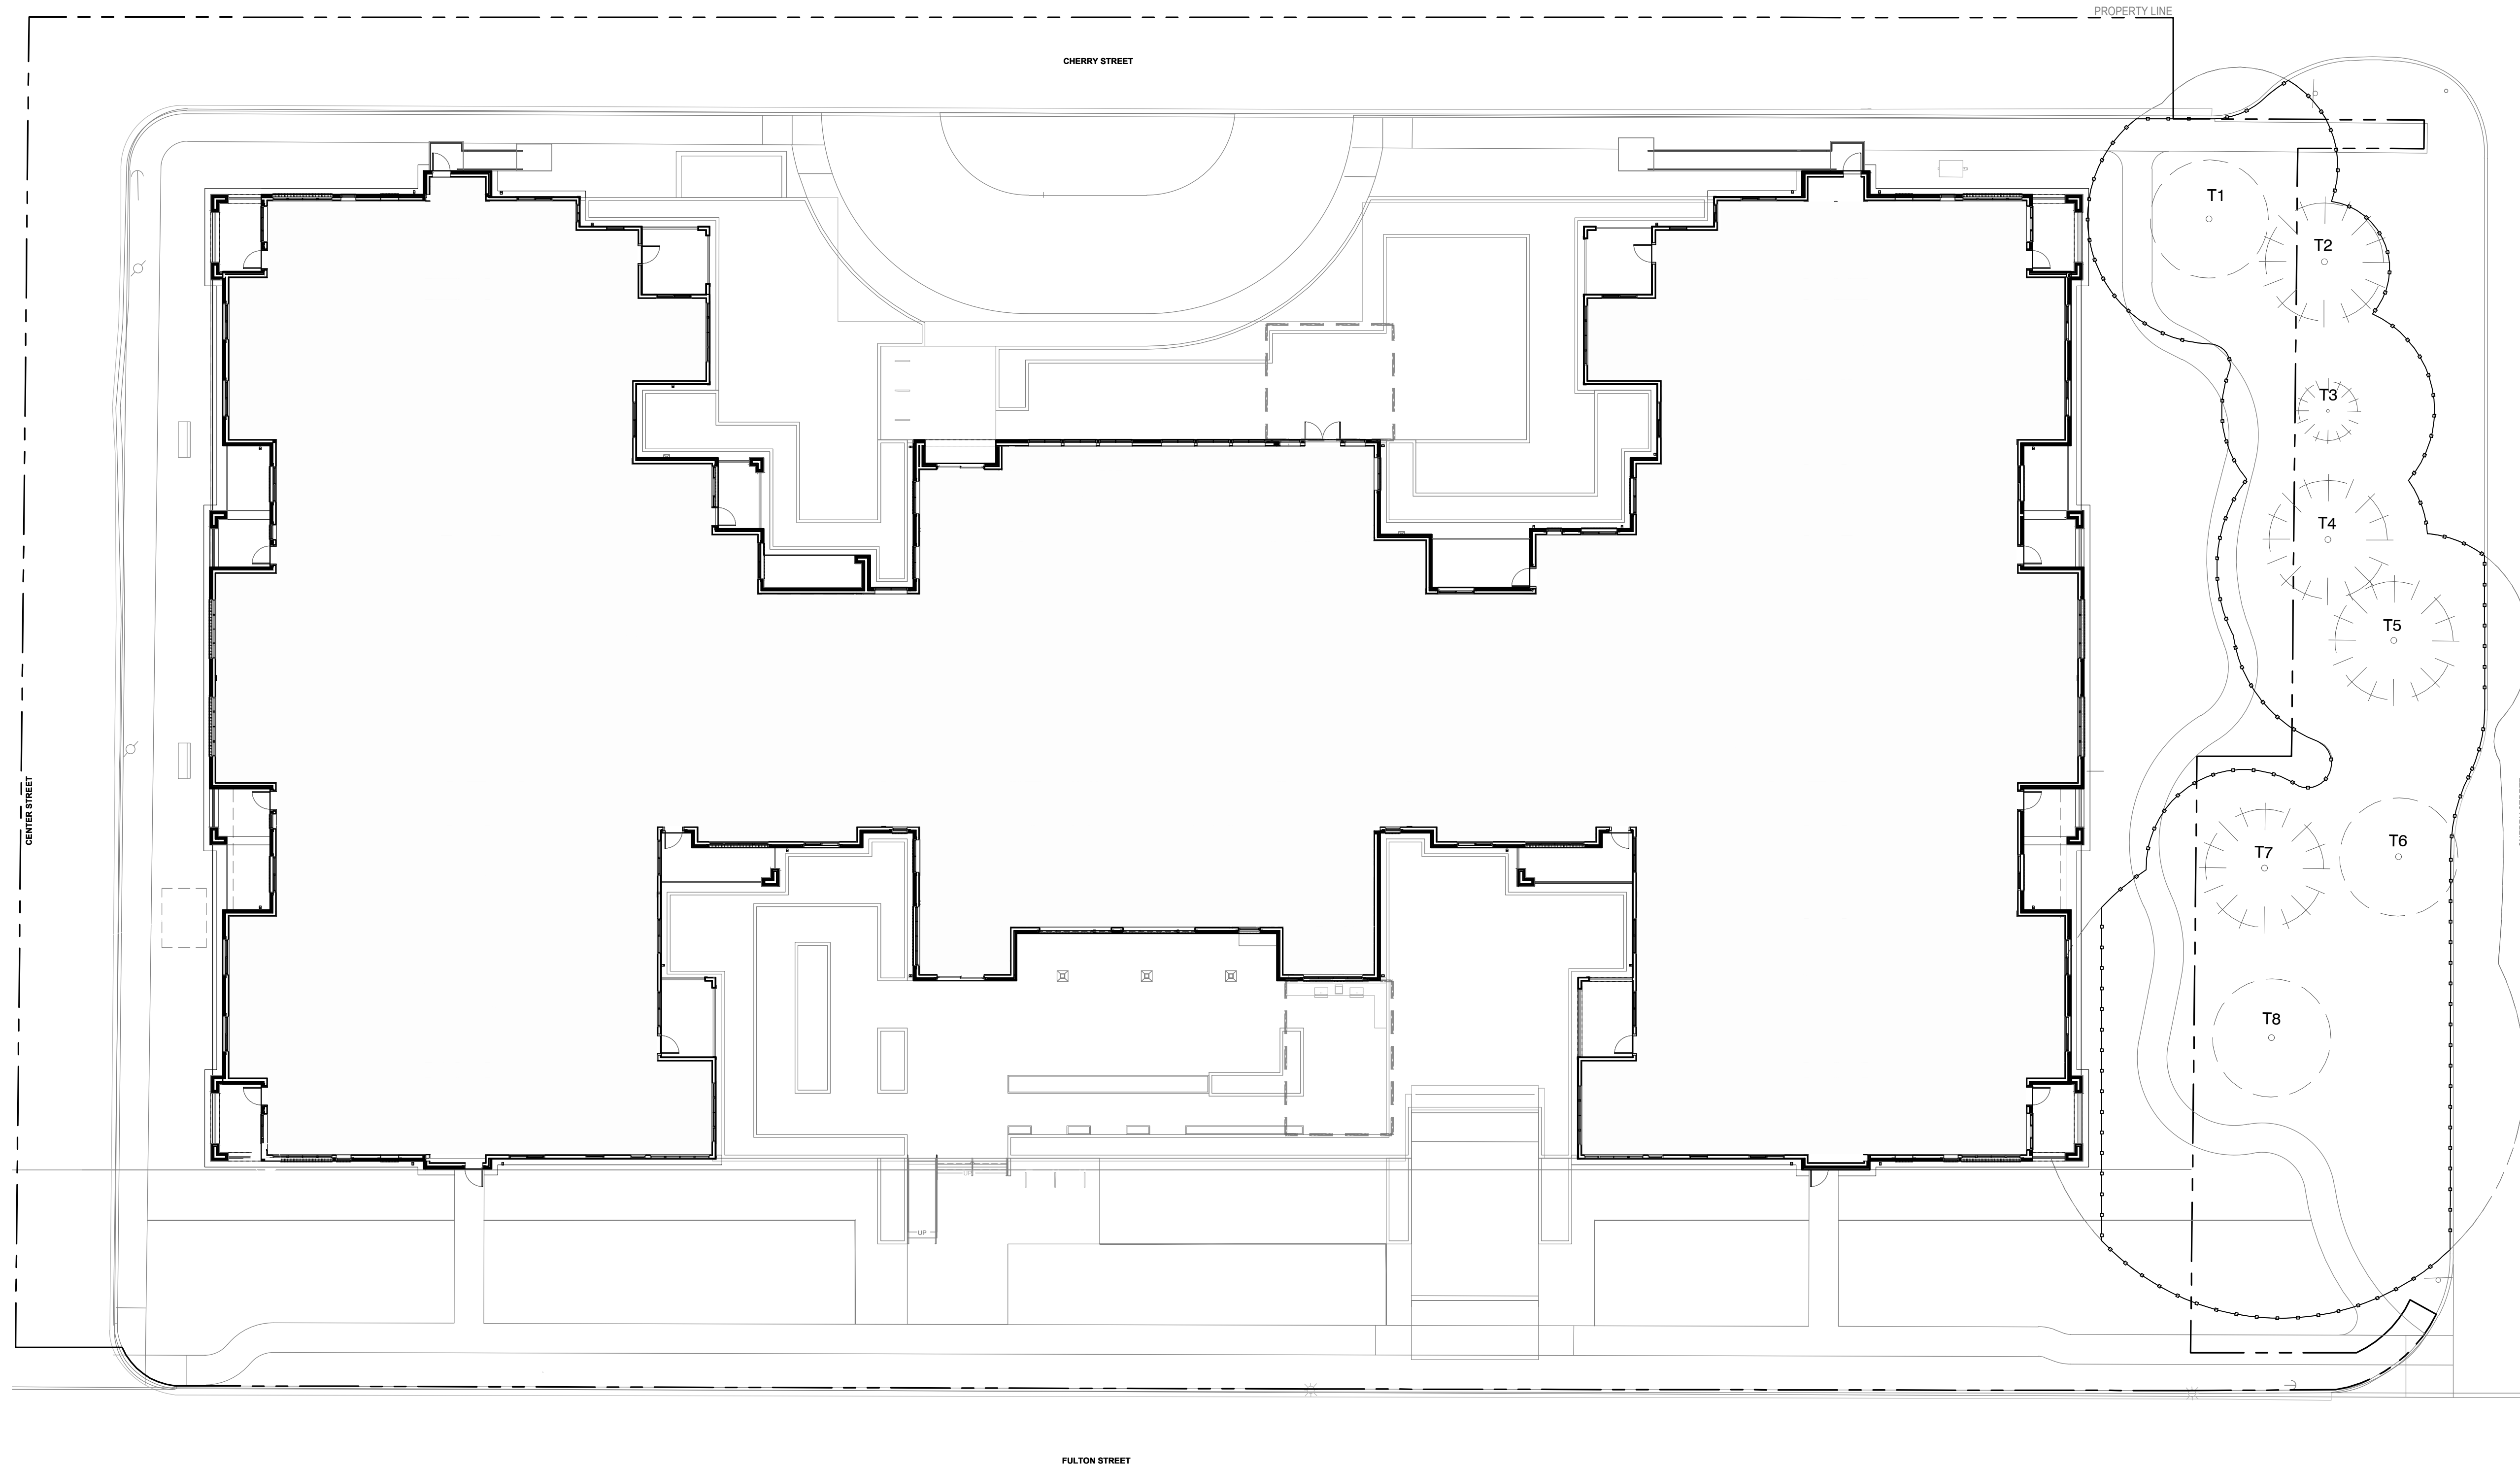 PROPERTY LINE
CHERRY STREET
T1
T2
T3
T4
T5
CENTER STREET
T6
T7
T8
UP
FULTON STREET